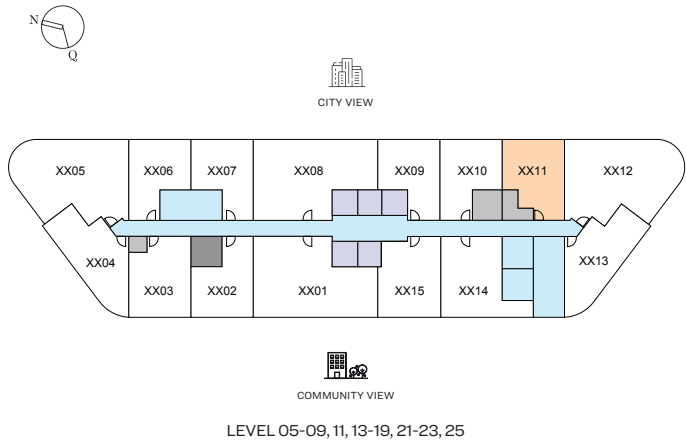 N
Q
CITY VIEW
XX05 XX06 XX07 XX08 XX09 XX10 XX11 XX12
XX04 XX13
XX03 XX02 XX01 XX15 XX14
COMMUNITY VIEW
LEVEL 05-09, 11, 13-19, 21-23, 25